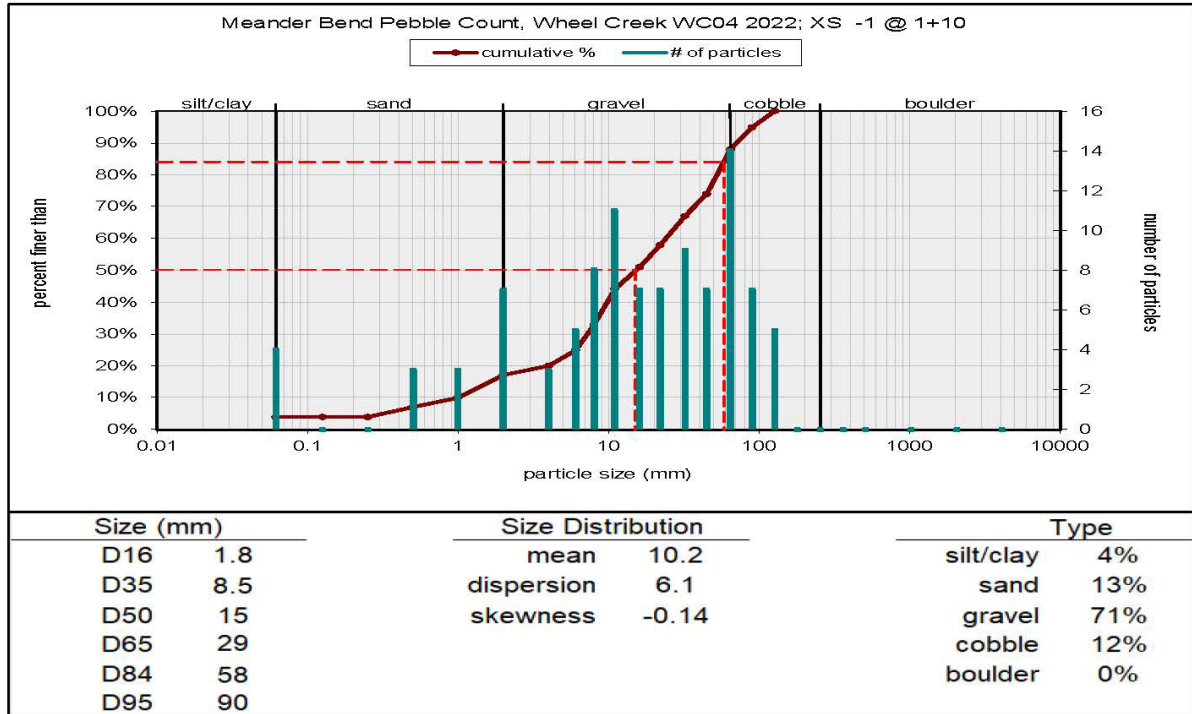 Meander Bend Pebble Count, Wheel Creek WC04 2022; XS -1 @ 1+10
cumulative % # of particles
silt/clay sand gravel cobble boulder
100% 16
90% 14
80% 12
70% 10
60% 8
50% 6
40% 4
30% 2
20% 0
10%
0%
percent finer than
number of particles
0.01 0.1 1 10 100 1000 10000
particle size (mm)
Size (mm) Size Distribution Type
D16 1.8 mean 10.2 silt/clay 4%
D35 8.5 dispersion 6.1 sand 13%
D50 15 skewness -0.14 gravel 71%
D65 29 cobble 12%
D84 58 boulder 0%
D95 90